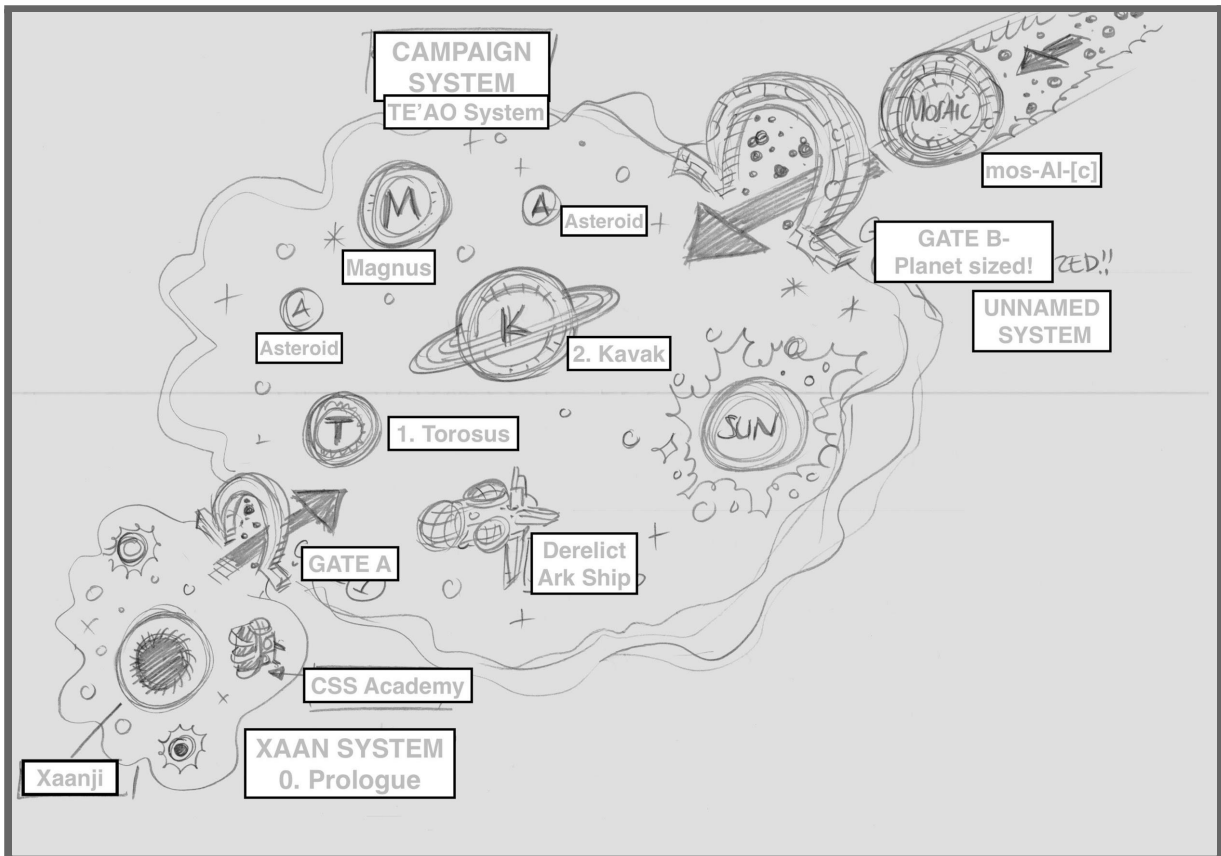 CAMPAIGN
SYSTEM
TE'AO System
MOSAIC
mos-AI-[c]
M
A
Asteroid
Magnus
GATE B-
Planet sized!
ZED!!
UNNAMED
SYSTEM
A
Asteroid
K
2. Kavak
T
1. Torosus
SUN
GATE A
Derelict
Ark Ship
CSS Academy
XAAN SYSTEM
0. Prologue
Xaanji